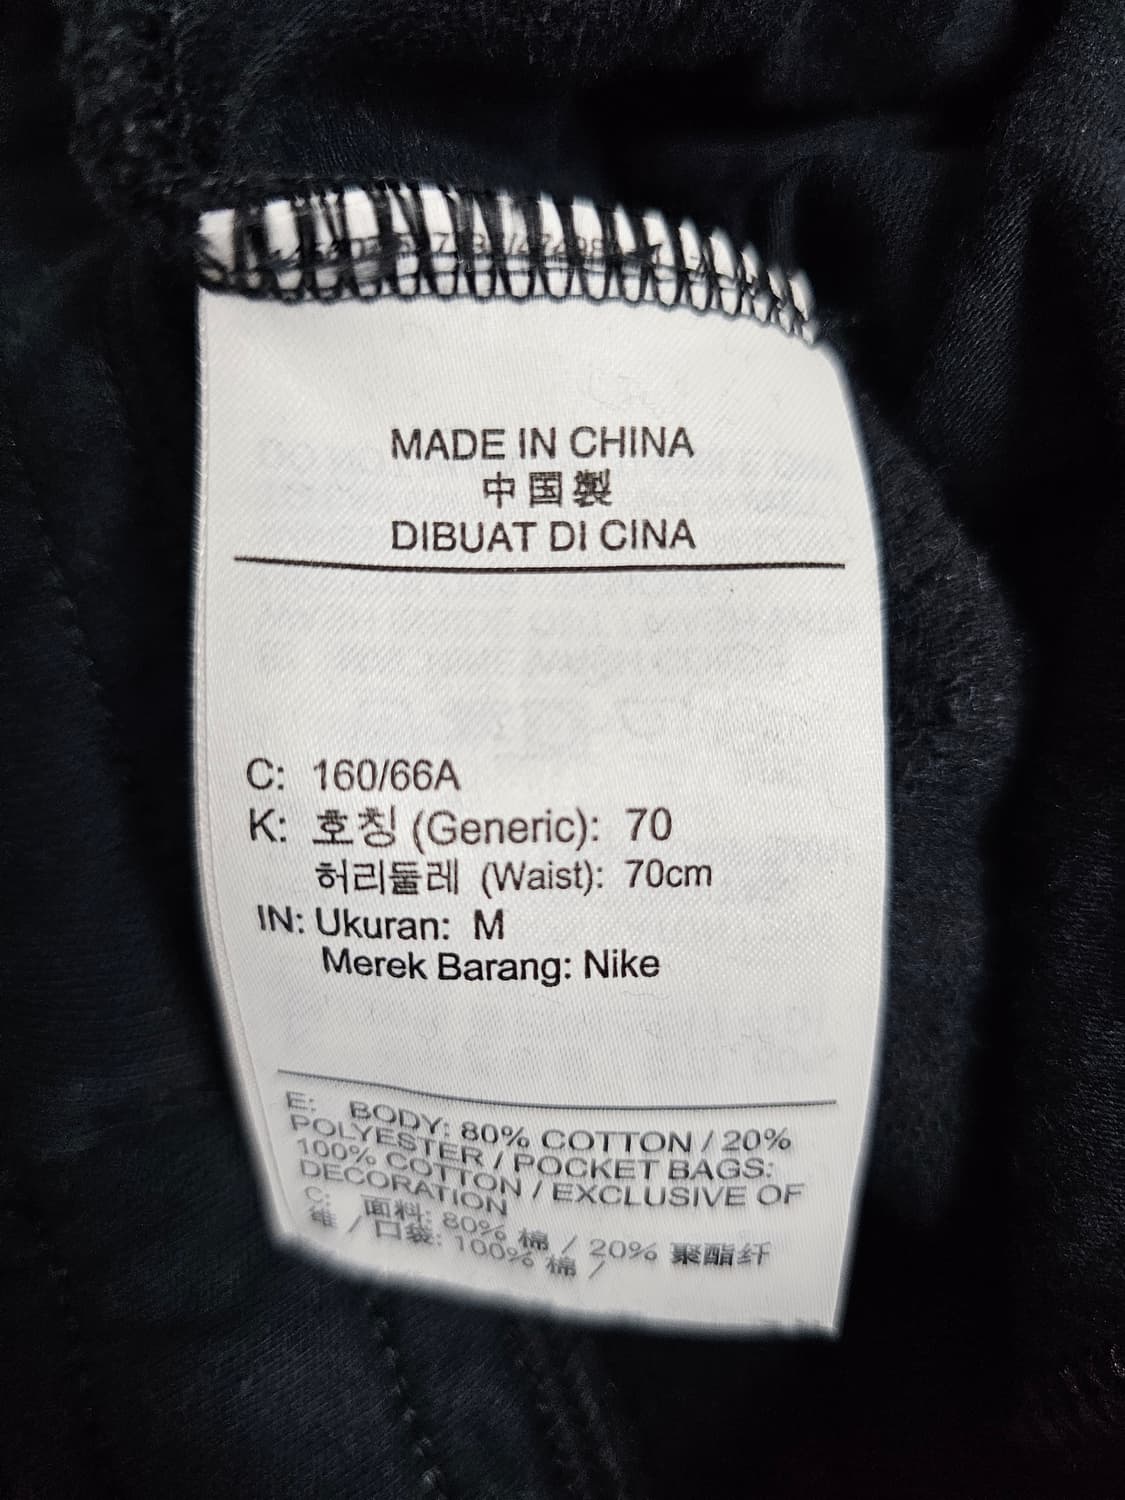 MADE IN CHINA
中国製
DIBUAT DI CINA
C: 160/66A
K: 호칭 (Generic): 70
허리둘레 (Waist): 70cm
IN: Ukuran: M
Merek Barang: Nike
E: BODY: 80% COTTON / 20%
POLYESTER / POCKET BAGS:
100% COTTON / EXCLUSIVE OF
DECORATION
C: 面料: 80% 棉 / 20% 聚酯纤
维 / 口袋: 100% 棉 /